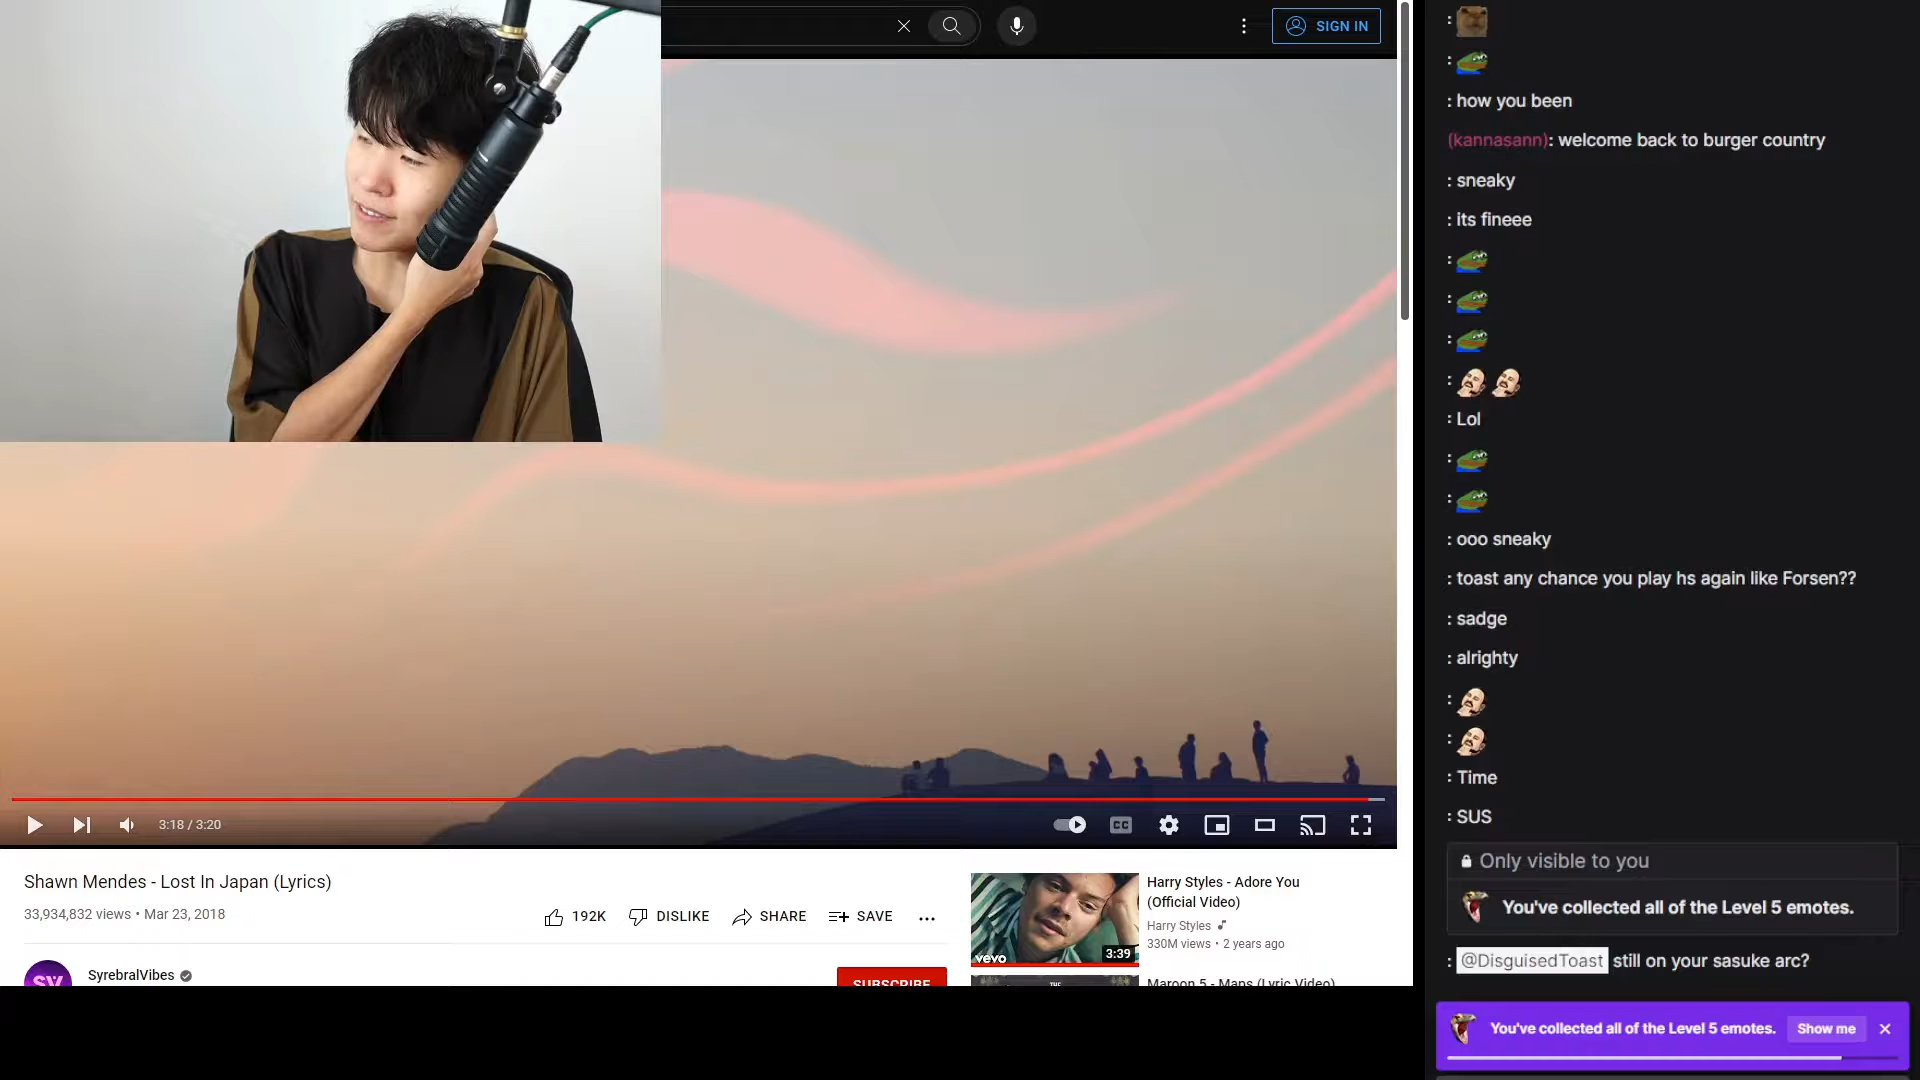 SIGN IN
3:18 / 3:20
CC
Shawn Mendes - Lost In Japan (Lyrics)
33,934,832 views • Mar 23, 2018
192K
DISLIKE
SHARE
SAVE
SV
SyrebralVibes
SUBSCRIBE
vevo
3:39
Harry Styles - Adore You
(Official Video)
Harry Styles
330M views • 2 years ago
THE
Maroon 5 - Maps (Lyric Video)
:
:
: how you been
(kannasann): welcome back to burger country
: sneaky
: its fineee
:
:
:
:
: Lol
:
:
: ooo sneaky
: toast any chance you play hs again like Forsen??
: sadge
: alrighty
:
:
: Time
: SUS
Only visible to you
You've collected all of the Level 5 emotes.
: @DisguisedToast still on your sasuke arc?
You've collected all of the Level 5 emotes.
Show me